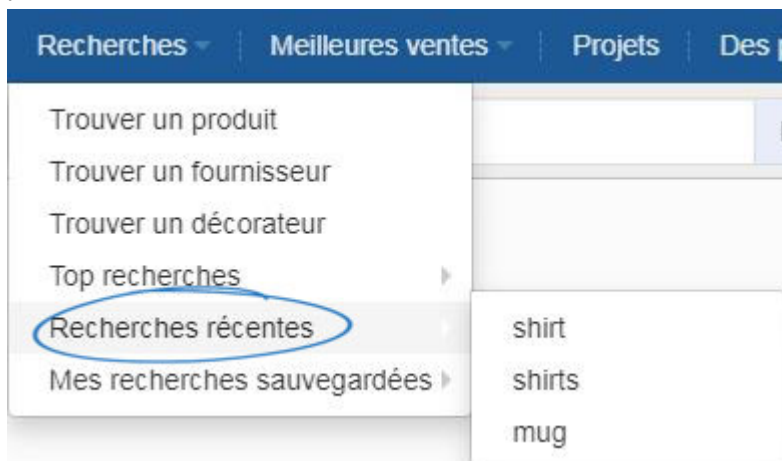 Recherches Meilleures ventes Projets Des
Trouver un produit
Trouver un fournisseur
Trouver un décorateur
Top recherches
Recherches récentes
shirt
Mes recherches sauvegardées
shirts
mug